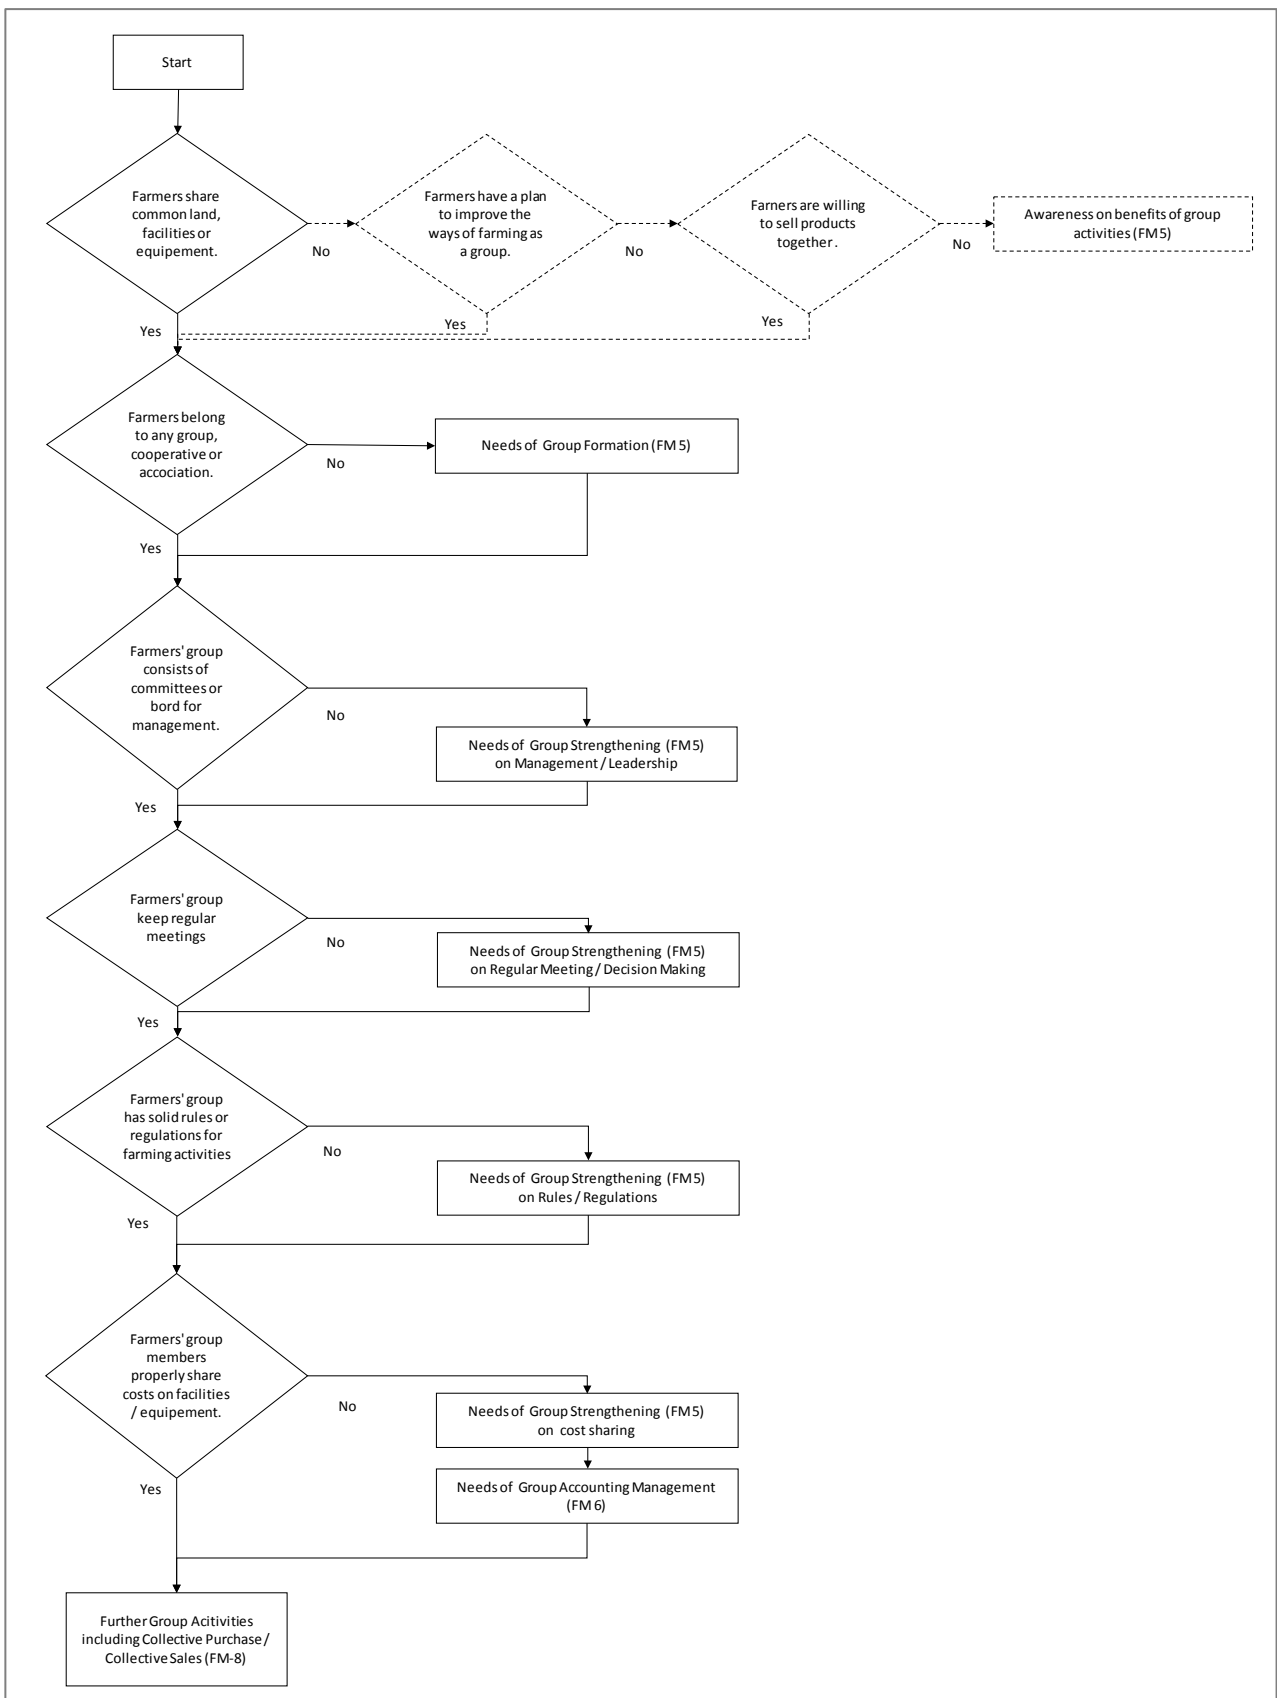 Start
Farmers share
common land,
facilities or
equipement.
No
Farmers have a plan
to improve the
ways of farming as
a group.
No
Farmers are willing
to sell products
together .
No
Awareness on benefits of group
activities (FM5)
Yes
Yes
Yes
Farmers belong
to any group,
cooperative or
accociation.
No
Needs of Group Formation (FM 5)
Yes
Farmers' group
consists of
committees or
bord for
management.
No
Needs of Group Strengthening (FM5)
on Management / Leadership
Yes
Farmers' group
keep regular
meetings
No
Needs of Group Strengthening (FM5)
on Regular Meeting / Decision Making
Yes
Farmers' group
has solid rules or
regulations for
farming activities
No
Needs of Group Strengthening (FM5)
on Rules / Regulations
Yes
Farmers' group
members
properly share
costs on facilities
/ equipement.
No
Needs of Group Strengthening (FM5)
on cost sharing
Needs of Group Accounting Management
(FM 6)
Yes
Further Group Acitivities
including Collective Purchase /
Collective Sales (FM-8)